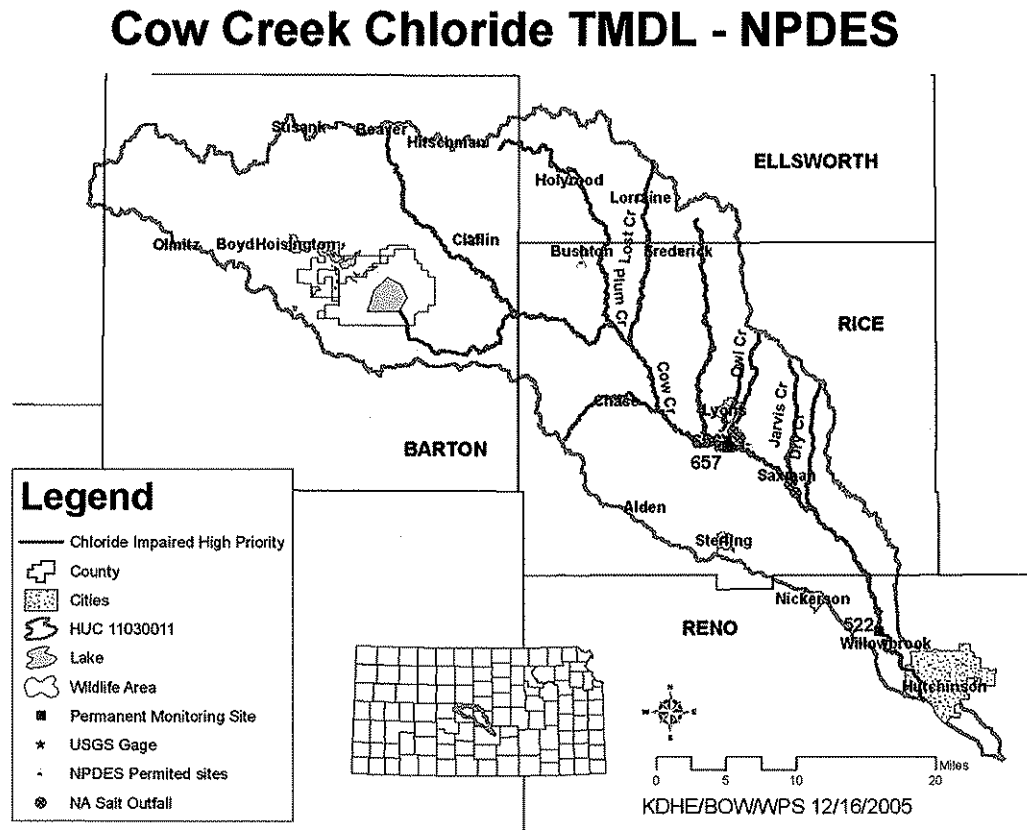 Cow Creek Chloride TMDL - NPDES
Susank
Beaver
Hitschmann
ELLSWORTH
Holyrood
Lorraine
Olmitz
Boyd
Hoisington
Claflin
Bushton
Lost Cr
Frederick
Plum Cr
RICE
Owl Cr
Cow Cr
Chase
Lyons
Jarvis Cr
Dry Cr
BARTON
657
Saxman
Alden
Sterling
Nickerson
RENO
522
Willowbrook
Hutchinson
Legend
Chloride Impaired High Priority
County
Cities
HUC 11030011
Lake
Wildlife Area
Permanent Monitoring Site
USGS Gage
NPDES Permited sites
NA Salt Outfall
N
W
E
S
0 5 10 20 Miles
KDHE/BOW/WPS 12/16/2005